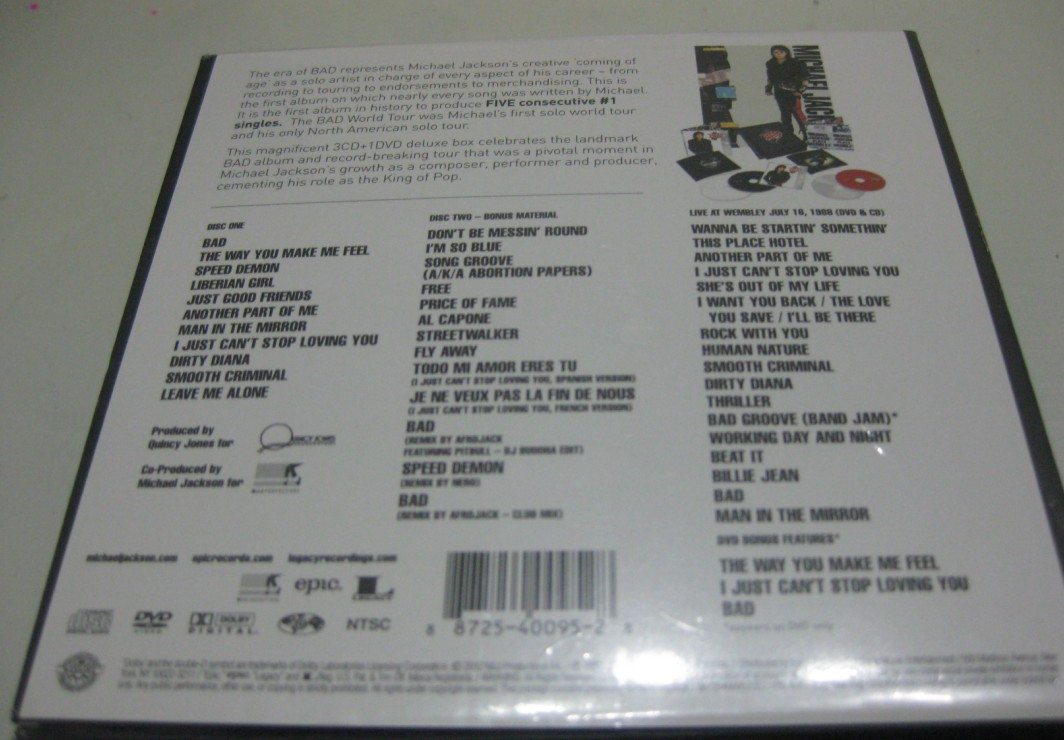 The era of BAD represents Michael Jackson's creative 'coming of
age' as a solo artist in charge of every aspect of his career – from
recording to touring to endorsements to merchandising. This is
the first album on which nearly every song was written by Michael.
It is the first album in history to produce FIVE consecutive #1
singles. The BAD World Tour was Michael's first solo world tour
and his only North American solo tour.
This magnificent 3CD+1DVD deluxe box celebrates the landmark
BAD album and record-breaking tour that was a pivotal moment in
Michael Jackson's growth as a composer, performer and producer,
cementing his role as the King of Pop.
MICHAEL JACK
DISC ONE
BAD
THE WAY YOU MAKE ME FEEL
SPEED DEMON
LIBERIAN GIRL
JUST GOOD FRIENDS
ANOTHER PART OF ME
MAN IN THE MIRROR
I JUST CAN'T STOP LOVING YOU
DIRTY DIANA
SMOOTH CRIMINAL
LEAVE ME ALONE
Produced by
Quincy Jones for
QUINCY JONES
Co-Produced by
Michael Jackson for
DISC TWO – BONUS MATERIAL
DON'T BE MESSIN' ROUND
I'M SO BLUE
SONG GROOVE
(A/K/A ABORTION PAPERS)
FREE
PRICE OF FAME
AL CAPONE
STREETWALKER
FLY AWAY
TODO MI AMOR ERES TU
(I JUST CAN'T STOP LOVING YOU, SPANISH VERSION)
JE NE VEUX PAS LA FIN DE NOUS
(I JUST CAN'T STOP LOVING YOU, FRENCH VERSION)
BAD
(REMIX BY AFROJACK
FEATURING PITBULL – DJ BUDDHA EDIT)
SPEED DEMON
(REMIX BY NERO)
BAD
(REMIX BY AFROJACK – CLUB MIX)
LIVE AT WEMBLEY JULY 16, 1988 (DVD & CD)
WANNA BE STARTIN' SOMETHIN'
THIS PLACE HOTEL
ANOTHER PART OF ME
I JUST CAN'T STOP LOVING YOU
SHE'S OUT OF MY LIFE
I WANT YOU BACK / THE LOVE
YOU SAVE / I'LL BE THERE
ROCK WITH YOU
HUMAN NATURE
SMOOTH CRIMINAL
DIRTY DIANA
THRILLER
BAD GROOVE (BAND JAM)*
WORKING DAY AND NIGHT
BEAT IT
BILLIE JEAN
BAD
MAN IN THE MIRROR
DVD BONUS FEATURES*
THE WAY YOU MAKE ME FEEL
I JUST CAN'T STOP LOVING YOU
BAD
*appears on DVD only
michaeljackson.com epicrecords.com legacyrecordings.com
epic. LEGACY
DVD DOLBY DIGITAL NTSC
8 8725-40095-2 8